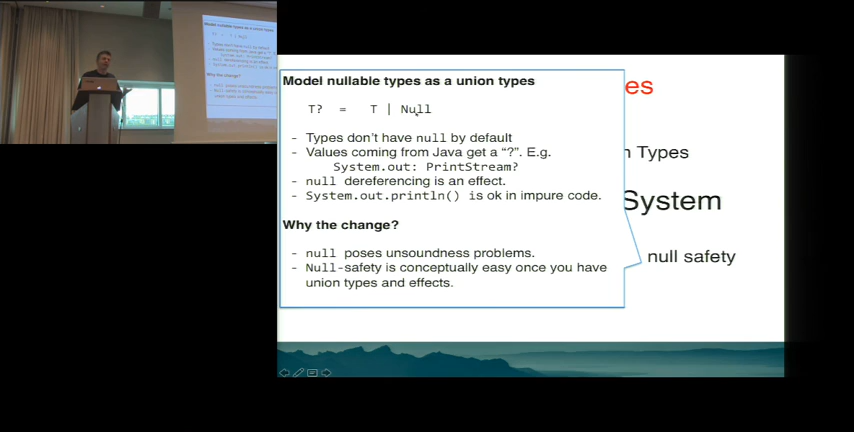 Model nullable types as a union types
T? = T | Null
- Types don't have null by default
- Values coming from Java get a "?". E.g.
System.out: PrintStream?
- null dereferencing is an effect.
- System.out.println() is ok in impure code.
Why the change?
- null poses unsoundness problems.
- Null-safety is conceptually easy once you have
union types and effects.
es
n Types
System
null safety